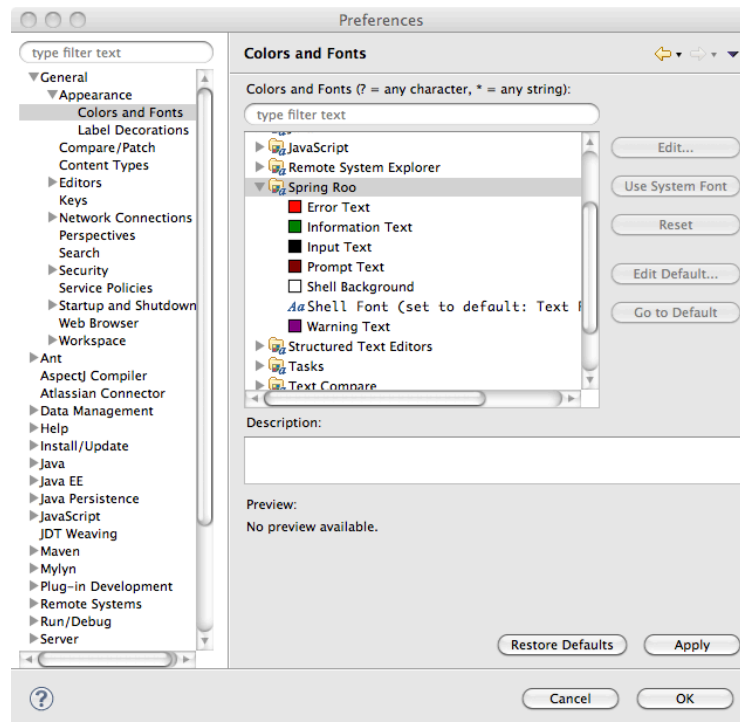 Preferences
type filter text
General
Appearance
Colors and Fonts
Label Decorations
Compare/Patch
Content Types
Editors
Keys
Network Connections
Perspectives
Search
Security
Service Policies
Startup and Shutdown
Web Browser
Workspace
Ant
AspectJ Compiler
Atlassian Connector
Data Management
Help
Install/Update
Java
Java EE
Java Persistence
JavaScript
JDT Weaving
Maven
Mylyn
Plug-in Development
Remote Systems
Run/Debug
Server
Colors and Fonts
Colors and Fonts (? = any character, * = any string):
type filter text
JavaScript
Remote System Explorer
Spring Roo
Error Text
Information Text
Input Text
Prompt Text
Shell Background
Aa Shell Font (set to default: Text
Warning Text
Structured Text Editors
Tasks
Text Compare
Edit...
Use System Font
Reset
Edit Default...
Go to Default
Description:
Preview:
No preview available.
Restore Defaults
Apply
?
Cancel
OK